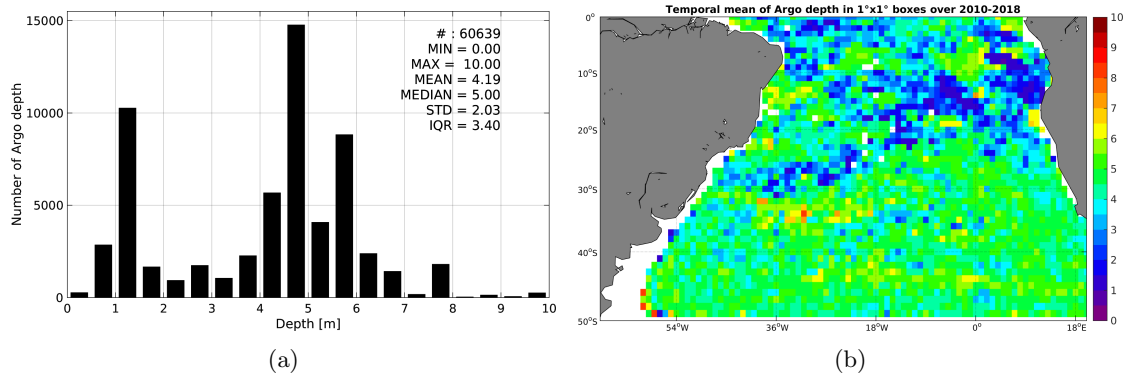 15000
10000
5000
0
Number of Argo depth
# : 60639
MIN = 0.00
MAX = 10.00
MEAN = 4.19
MEDIAN = 5.00
STD = 2.03
IQR = 3.40
0 1 2 3 4 5 6 7 8 9 10
Depth [m]
(a)
Temporal mean of Argo depth in 1°x1° boxes over 2010-2018
0°
10°S
20°S
30°S
40°S
50°S
54°W 36°W 18°W 0° 18°E
10
9
8
7
6
5
4
3
2
1
0
(b)